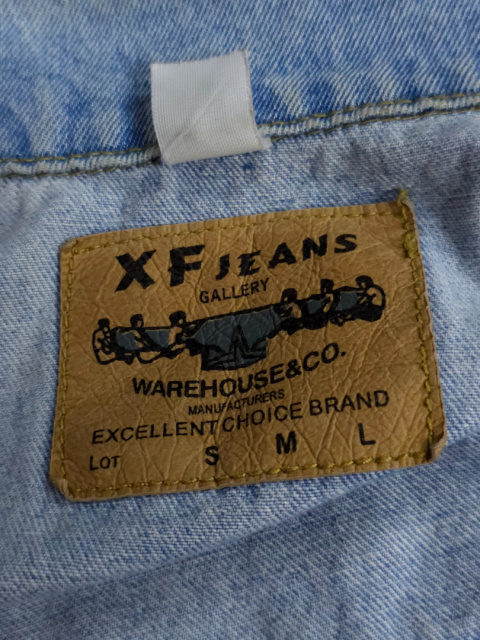 XF JEANS
GALLERY
WAREHOUSE&CO.
MANUFACTURERS
EXCELLENT CHOICE BRAND
LOT S M L